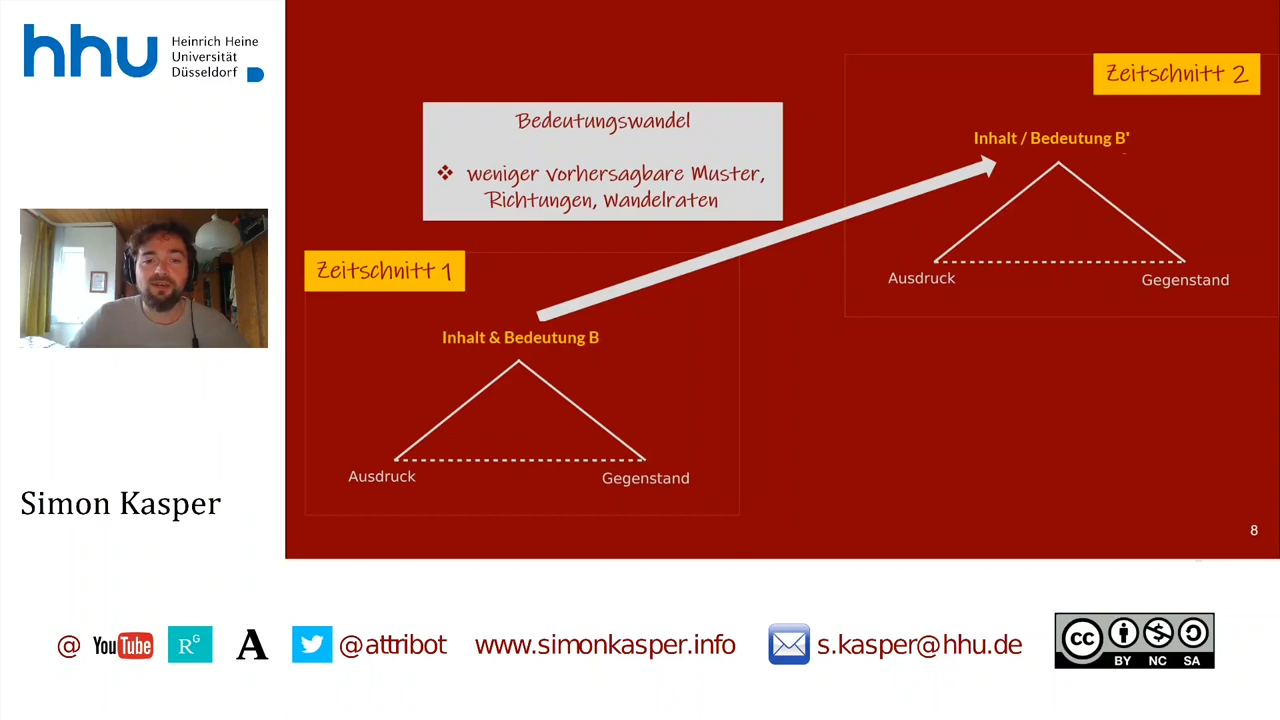 hhu
Heinrich Heine
Universität
Düsseldorf
Simon Kasper
Bedeutungswandel
❖ weniger vorhersagbare Muster,
Richtungen, Wandelraten
Zeitschnitt 1
Inhalt & Bedeutung B
Ausdruck
Gegenstand
Zeitschnitt 2
Inhalt / Bedeutung B'
Ausdruck
Gegenstand
8
@ YouTube RG A @attribot www.simonkasper.info s.kasper@hhu.de
cc BY NC SA